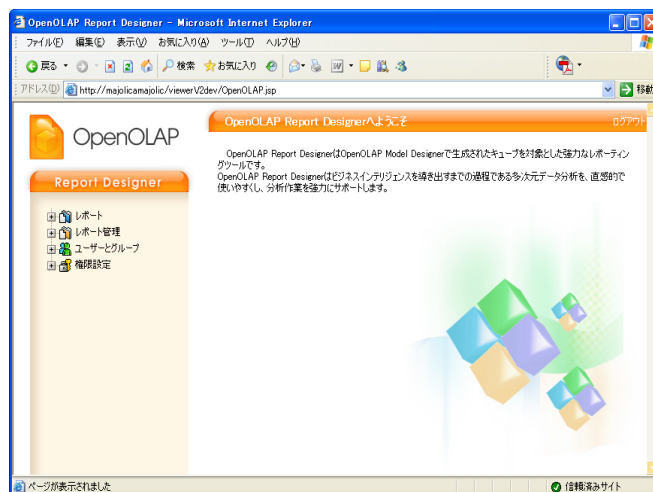 OpenOLAP Report Designer - Microsoft Internet Explorer
ファイル(F) 編集(E) 表示(V) お気に入り(A) ツール(T) ヘルプ(H)
戻る 検索 お気に入り
アドレス(D) http://majolicamajolic/viewerV2dev/OpenOLAP.jsp 移動
OpenOLAP
OpenOLAP Report Designerへようこそ ログアウト
OpenOLAP Report DesignerはOpenOLAP Model Designerで生成されたキューブを対象とした強力なレポーティン
グツールです。
OpenOLAP Report Designerはビジネスインテリジェンスを導き出すまでの過程である多次元データ分析を、直感的で
使いやすくし、分析作業を強力にサポートします。
Report Designer
レポート
レポート管理
ユーザーとグループ
権限設定
ページが表示されました 信頼済みサイト